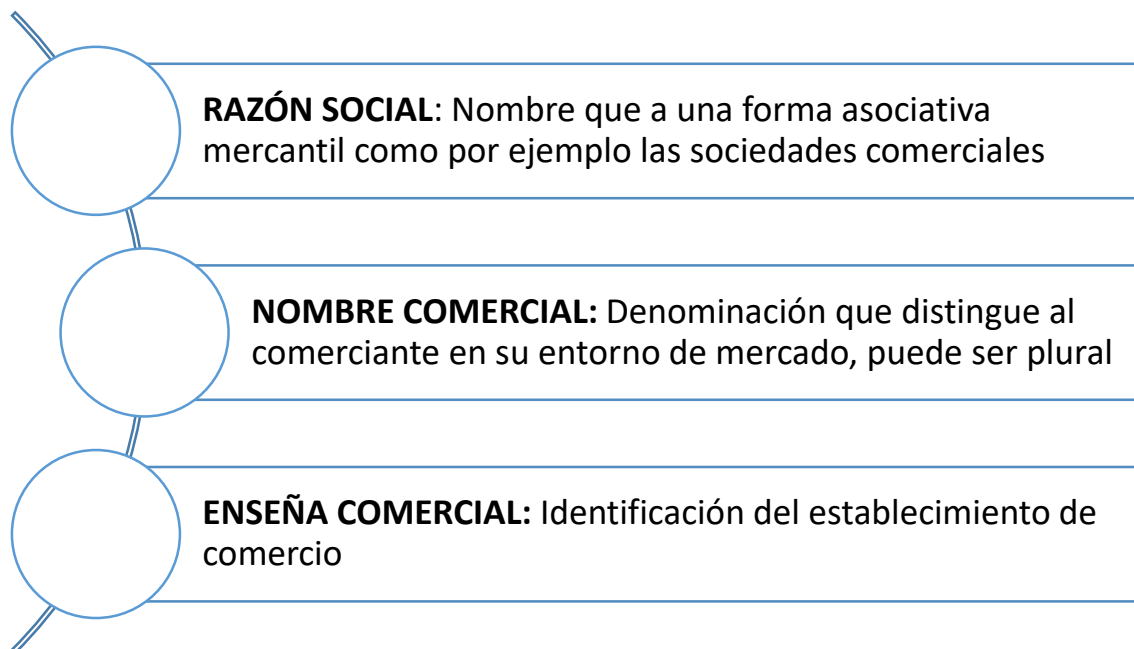 RAZÓN SOCIAL: Nombre que a una forma asociativa
mercantil como por ejemplo las sociedades comerciales
NOMBRE COMERCIAL: Denominación que distingue al
comerciante en su entorno de mercado, puede ser plural
ENSEÑA COMERCIAL: Identificación del establecimiento de
comercio